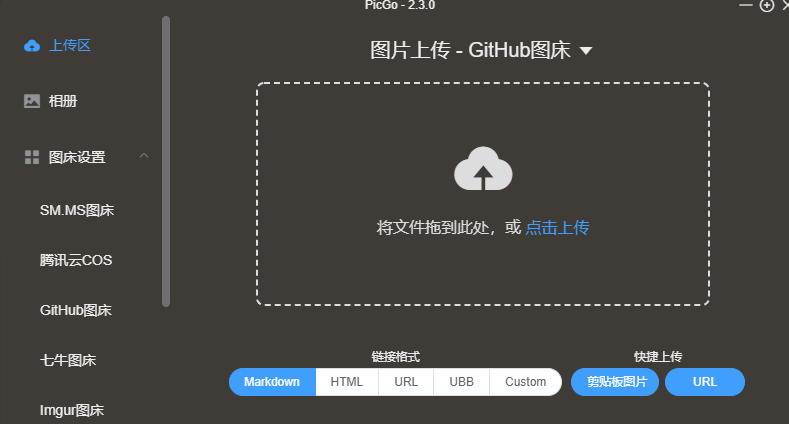 PicGo - 2.3.0
上传区
相册
图床设置
SM.MS图床
腾讯云COS
GitHub图床
七牛图床
Imgur图床
图片上传 - GitHub图床
将文件拖到此处，或 点击上传
链接格式
Markdown HTML URL UBB Custom
快捷上传
剪贴板图片 URL